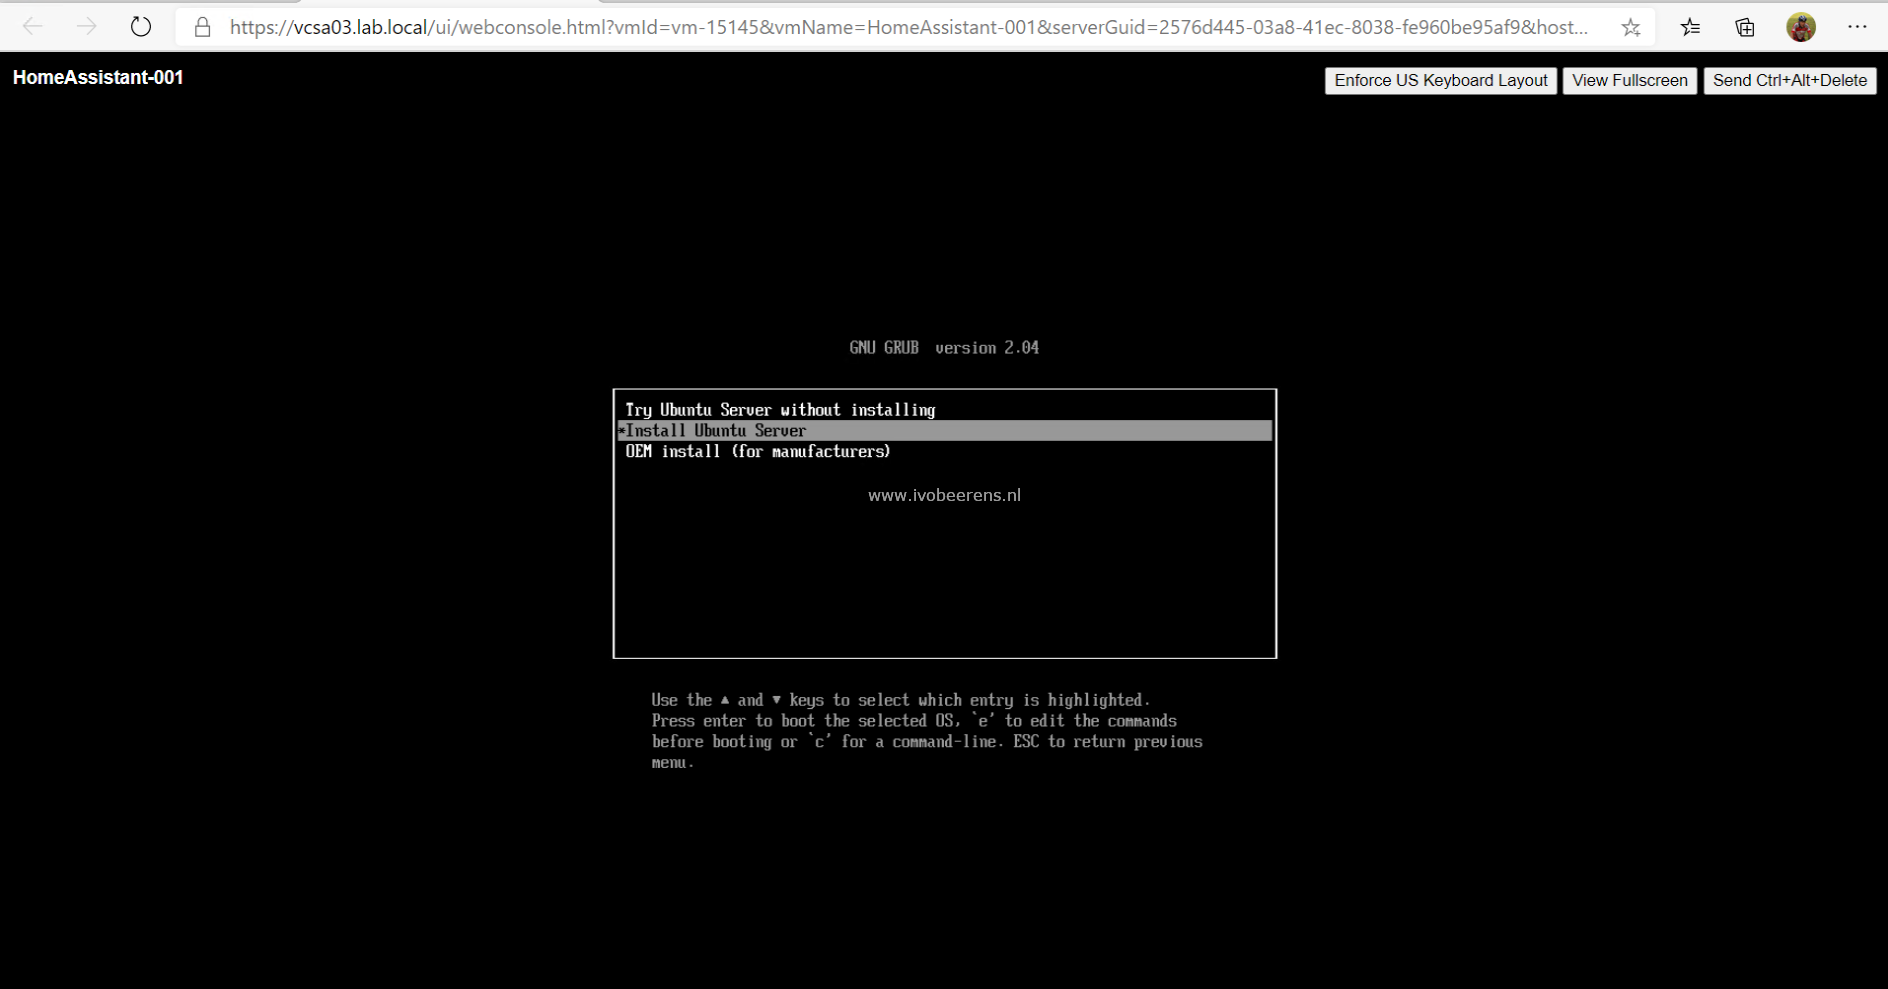 https://vcsa03.lab.local/ui/webconsole.html?vmId=vm-15145&vmName=HomeAssistant-001&serverGuid=2576d445-03a8-41ec-8038-fe960be95af9&host...
HomeAssistant-001
Enforce US Keyboard Layout View Fullscreen Send Ctrl+Alt+Delete
GNU GRUB version 2.04
Try Ubuntu Server without installing
*Install Ubuntu Server
OEM install (for manufacturers)
www.ivobeerens.nl
Use the ▲ and ▼ keys to select which entry is highlighted.
Press enter to boot the selected OS, `e' to edit the commands
before booting or `c' for a command-line. ESC to return previous
menu.